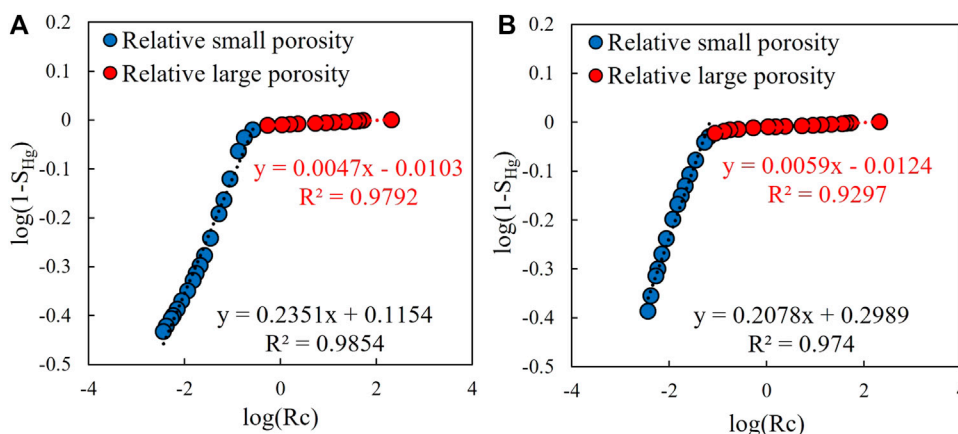 A
0.2
0.1
0
-0.1
-0.2
-0.3
-0.4
-0.5
log(1-S_Hg)
Relative small porosity
Relative large porosity
y = 0.0047x - 0.0103
R² = 0.9792
y = 0.2351x + 0.1154
R² = 0.9854
-4 -2 0 2 4
log(Rc)
B
0.2
0.1
0
-0.1
-0.2
-0.3
-0.4
-0.5
log(1-S_Hg)
Relative small porosity
Relative large porosity
y = 0.0059x - 0.0124
R² = 0.9297
y = 0.2078x + 0.2989
R² = 0.974
-4 -2 0 2 4
log(Rc)